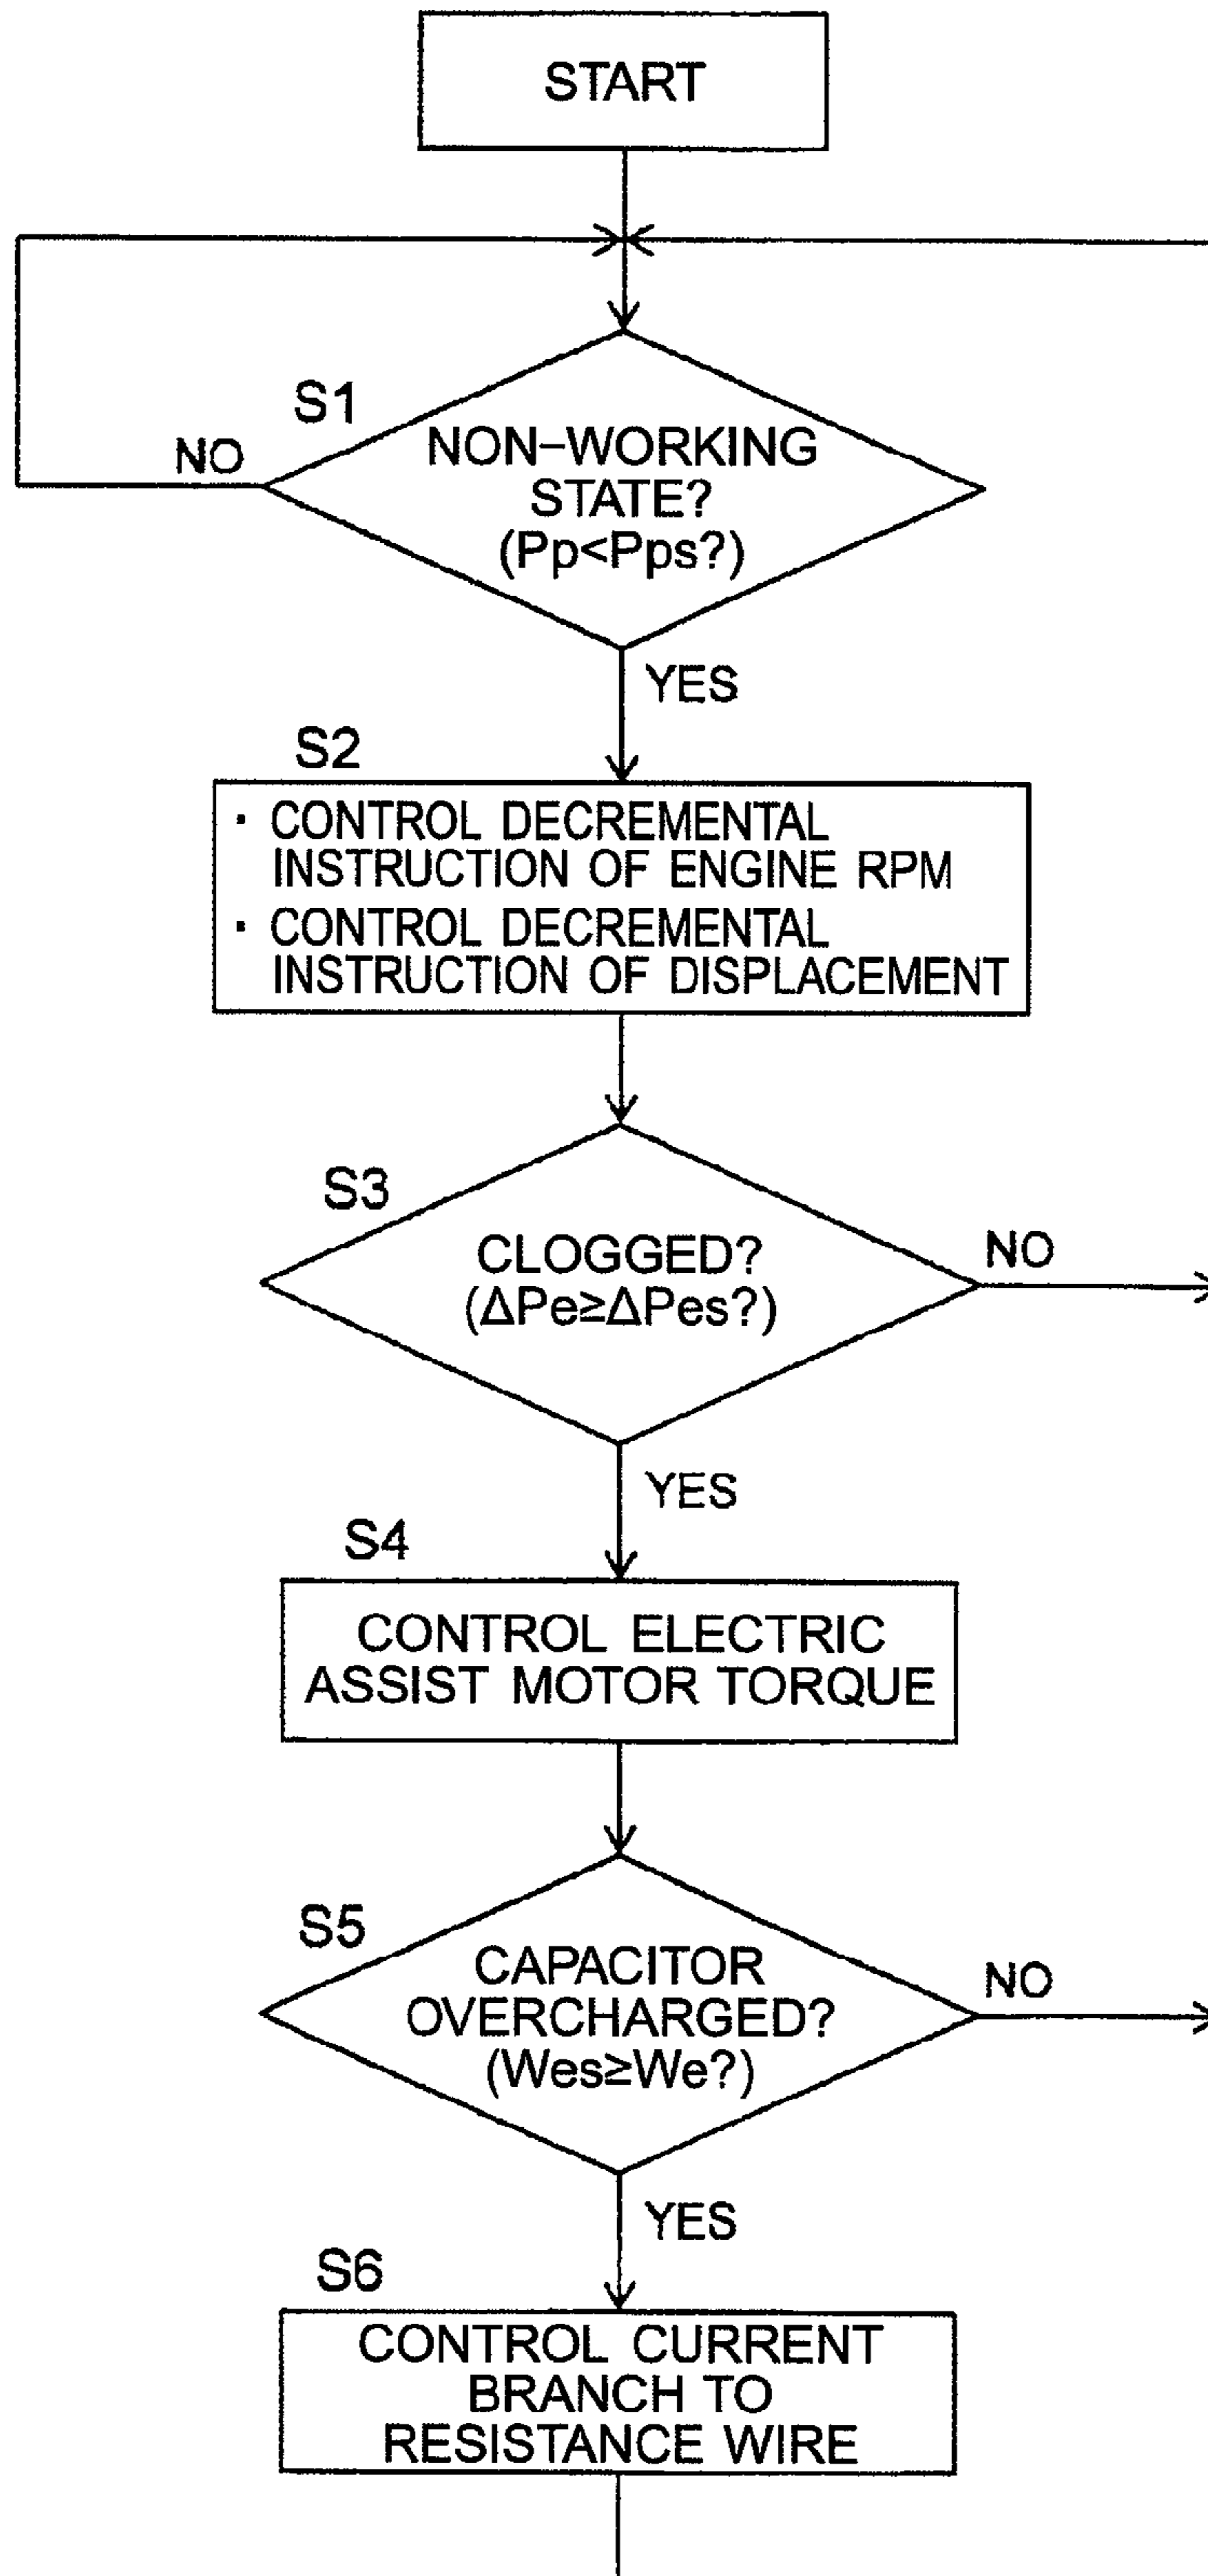 START
S1
NO
NON-WORKING
STATE?
(Pp<Pps?)
YES
S2
· CONTROL DECREMENTAL
INSTRUCTION OF ENGINE RPM
· CONTROL DECREMENTAL
INSTRUCTION OF DISPLACEMENT
S3
CLOGGED?
(ΔPe≥ΔPes?)
NO
YES
S4
CONTROL ELECTRIC
ASSIST MOTOR TORQUE
S5
CAPACITOR
OVERCHARGED?
(Wes≥We?)
NO
YES
S6
CONTROL CURRENT
BRANCH TO
RESISTANCE WIRE